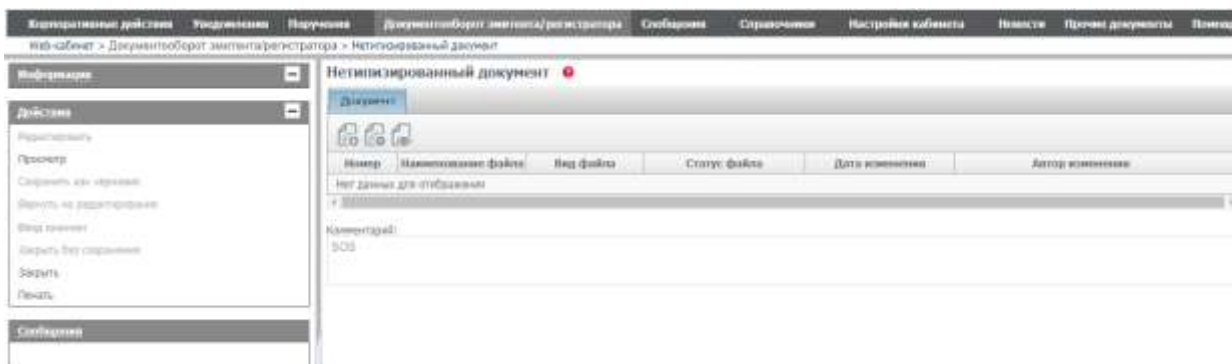 Корпоративные действия Уведомления Поручения Документооборот эмитента/регистратора Сообщения Справочники Настройки кабинета Новости Прочие документы Помощь
Web-кабинет > Документооборот эмитента/регистратора > Нетипизированный документ
Информация
Нетипизированный документ
Документ
Действия
Редактировать
Просмотр
Сохранить как черновик
Вернуть на редактирование
Закрыть без сохранения
Закрыть
Печать
Номер Наименование файла Вид файла Статус файла Дата изменения Автор изменения
Нет данных для отображения
Комментарий:
SOS
Сообщения